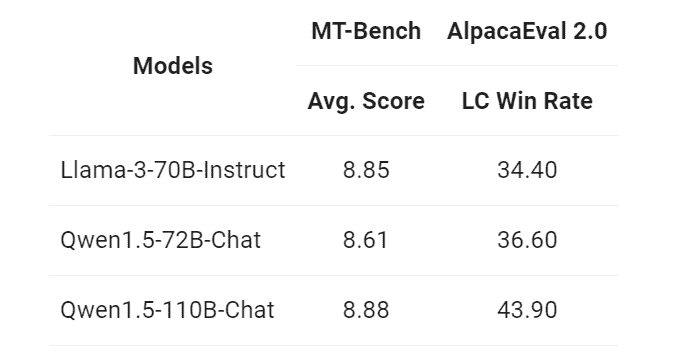 MT-Bench AlpacaEval 2.0
Models
Avg. Score LC Win Rate
Llama-3-70B-Instruct 8.85 34.40
Qwen1.5-72B-Chat 8.61 36.60
Qwen1.5-110B-Chat 8.88 43.90